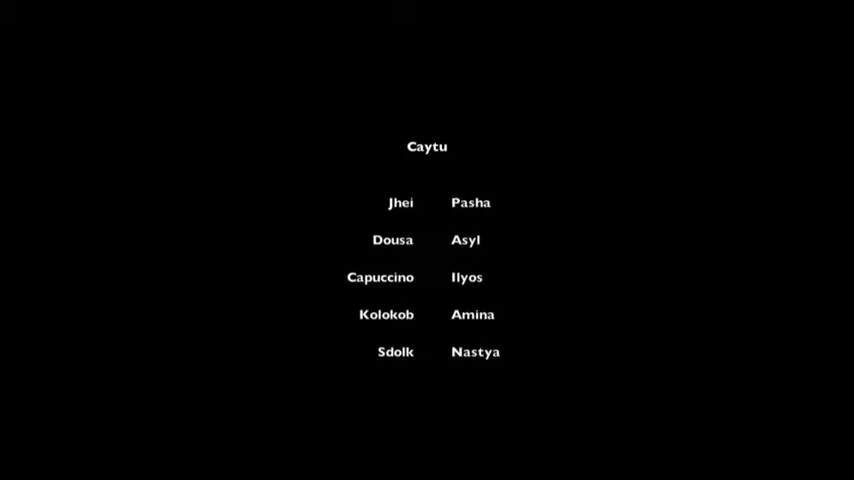 Caytu
Jhei Pasha
Dousa Asyl
Capuccino Ilyos
Kolokob Amina
Sdolk Nastya